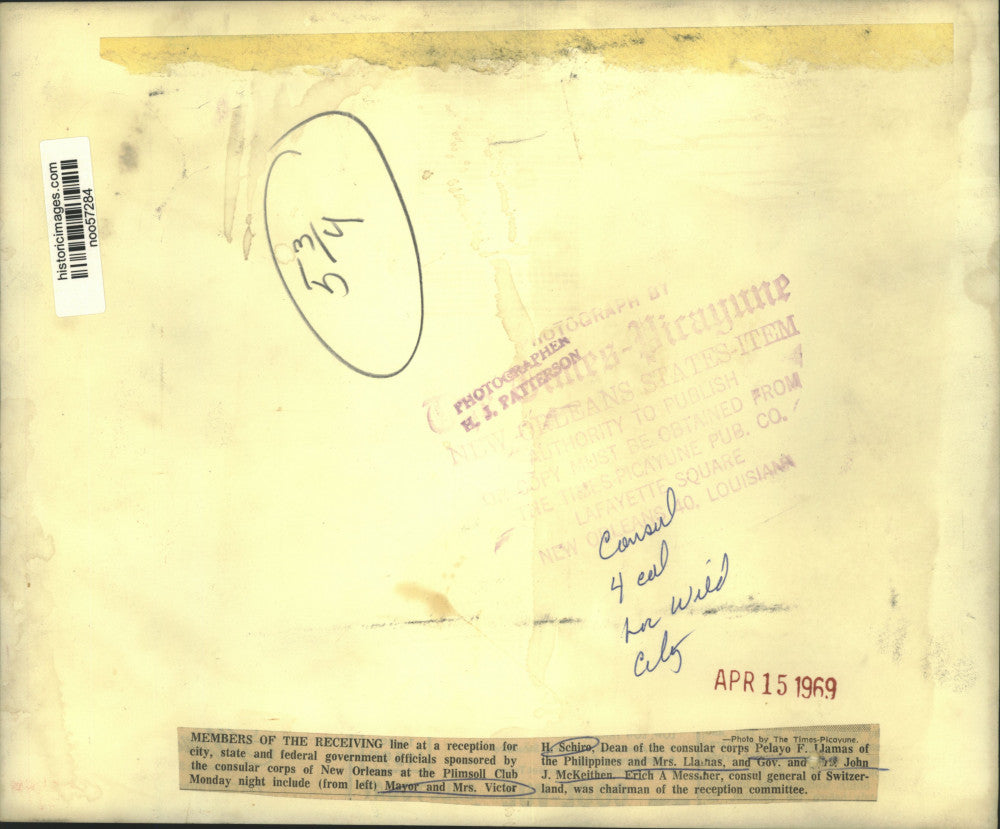 historicimages.com
noo57284
5 3/4
PHOTOGRAPH BY
Times-Picayune
PHOTOGRAPHER
H. J. PATTERSON
NEW ORLEANS STATES-ITEM
AUTHORITY TO PUBLISH
COPY MUST BE OBTAINED FROM
THE TIMES-PICAYUNE PUB. CO.
LAFAYETTE SQUARE
NEW ORLEANS 40, LOUISIANA
Consul
4 col
Wild
City
APR 15 1969
MEMBERS OF THE RECEIVING line at a reception for
city, state and federal government officials sponsored by
the consular corps of New Orleans at the Plimsoll Club
Monday night include (from left) Mayor and Mrs. Victor
—Photo by The Times-Picayune.
H. Schiro, Dean of the consular corps Pelayo F. Llamas of
the Philippines and Mrs. Llamas, and Gov. and Mrs. John
J. McKeithen. Erich A Messmer, consul general of Switzer-
land, was chairman of the reception committee.